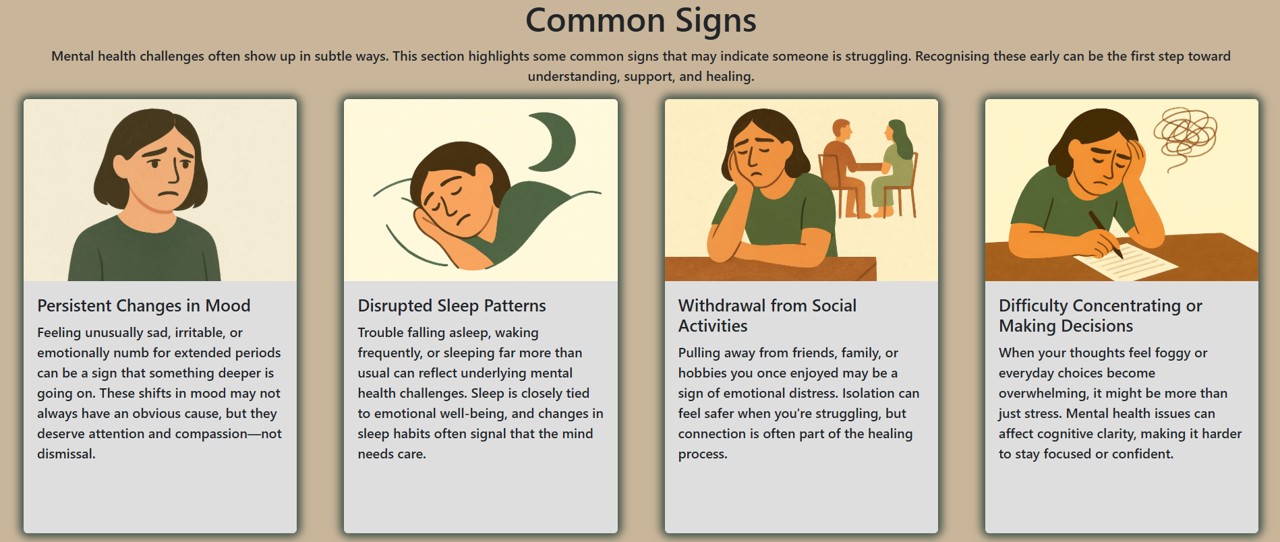 Common Signs
Mental health challenges often show up in subtle ways. This section highlights some common signs that may indicate someone is struggling. Recognising these early can be the first step toward
understanding, support, and healing.
Persistent Changes in Mood
Feeling unusually sad, irritable, or
emotionally numb for extended periods
can be a sign that something deeper is
going on. These shifts in mood may not
always have an obvious cause, but they
deserve attention and compassion—not
dismissal.
Disrupted Sleep Patterns
Trouble falling asleep, waking
frequently, or sleeping far more than
usual can reflect underlying mental
health challenges. Sleep is closely tied
to emotional well-being, and changes in
sleep habits often signal that the mind
needs care.
Withdrawal from Social
Activities
Pulling away from friends, family, or
hobbies you once enjoyed may be a
sign of emotional distress. Isolation can
feel safer when you're struggling, but
connection is often part of the healing
process.
Difficulty Concentrating or
Making Decisions
When your thoughts feel foggy or
everyday choices become
overwhelming, it might be more than
just stress. Mental health issues can
affect cognitive clarity, making it harder
to stay focused or confident.